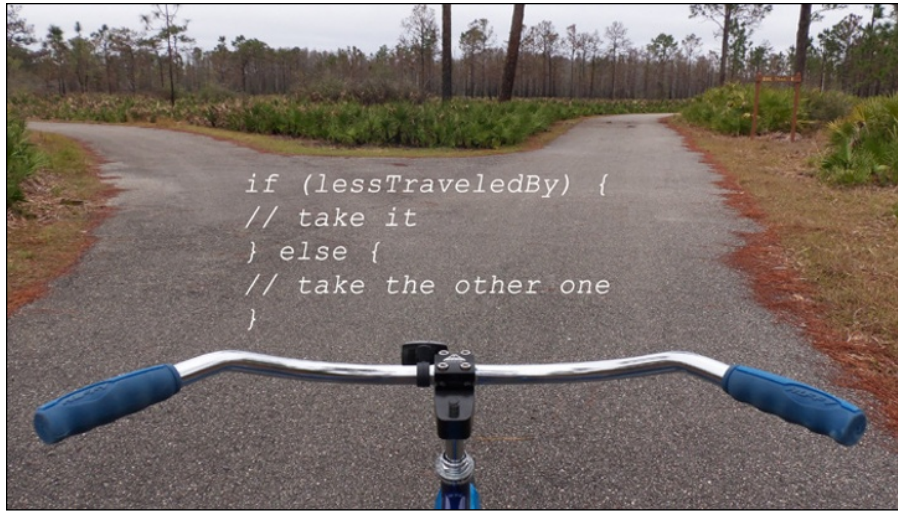 if (lessTraveledBy) {
// take it
} else {
// take the other one
}